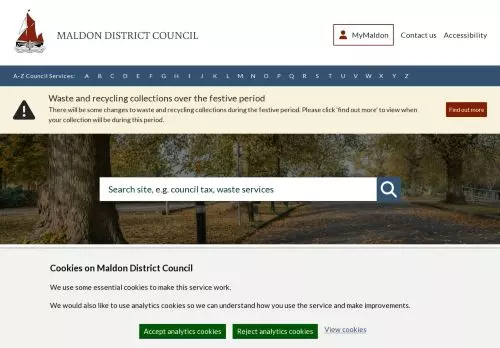 MALDON DISTRICT COUNCIL
MyMaldon
Contact us
Accessibility
A-Z Council Services: A B C D E F G H I J K L M N O P Q R S T U V W X Y Z
Waste and recycling collections over the festive period
There will be some changes to waste and recycling collections during the festive period. Please click 'find out more' to view when
your collection will be during this period.
Find out more
Search site, e.g. council tax, waste services
Cookies on Maldon District Council
We use some essential cookies to make this service work.
We would also like to use analytics cookies so we can understand how you use the service and make improvements.
Accept analytics cookies
Reject analytics cookies
View cookies